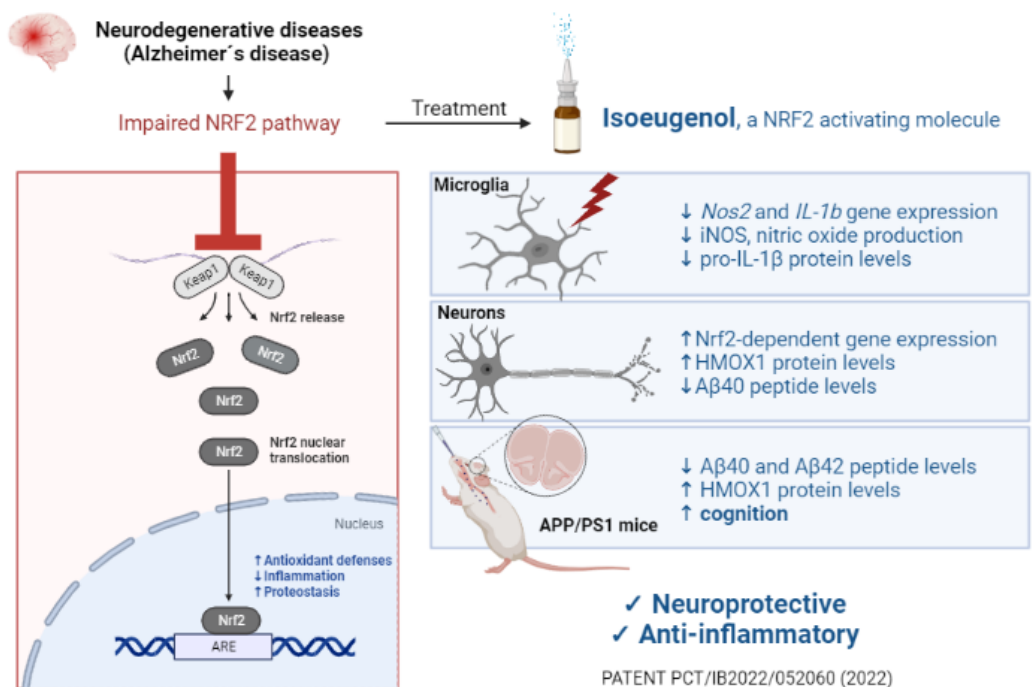 Neurodegenerative diseases
(Alzheimer´s disease)
Impaired NRF2 pathway
Treatment
Isoeugenol, a NRF2 activating molecule
Keap1
Keap1
Nrf2 release
Nrf2
Nrf2
Nrf2
Nrf2
Nrf2 nuclear
translocation
Nucleus
↑ Antioxidant defenses
↓ Inflammation
↑ Proteostasis
Nrf2
ARE
Microglia
↓ Nos2 and IL-1b gene expression
↓ iNOS, nitric oxide production
↓ pro-IL-1β protein levels
Neurons
↑ Nrf2-dependent gene expression
↑ HMOX1 protein levels
↓ Aβ40 peptide levels
APP/PS1 mice
↓ Aβ40 and Aβ42 peptide levels
↑ HMOX1 protein levels
↑ cognition
✓ Neuroprotective
✓ Anti-inflammatory
PATENT PCT/IB2022/052060 (2022)